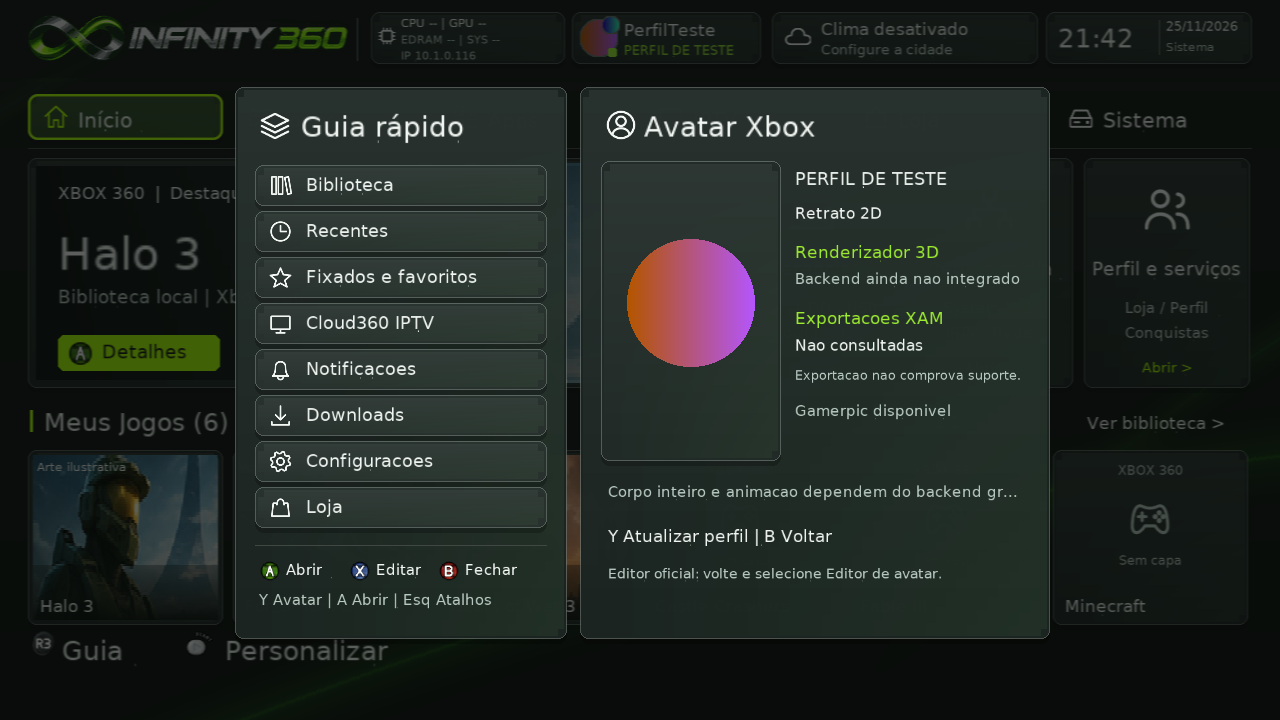 INFINITY 360
CPU -- | GPU --
EDRAM -- | SYS --
IP 10.1.0.116
PerfilTeste
PERFIL DE TESTE
Clima desativado
Configure a cidade
21:42
25/11/2026
Sistema
Início
Sistema
Guia rápido
Biblioteca
Recentes
Fixados e favoritos
Cloud360 IPTV
Notificacoes
Downloads
Configuracoes
Loja
A Abrir
X Editar
B Fechar
Y Avatar | A Abrir | Esq Atalhos
Avatar Xbox
PERFIL DE TESTE
Retrato 2D
Renderizador 3D
Backend ainda nao integrado
Exportacoes XAM
Nao consultadas
Exportacao nao comprova suporte.
Gamerpic disponivel
Corpo inteiro e animacao dependem do backend gr...
Y Atualizar perfil | B Voltar
Editor oficial: volte e selecione Editor de avatar.
XBOX 360 | Destaqu
Halo 3
Biblioteca local | Xb
A Detalhes
Perfil e serviços
Loja / Perfil
Conquistas
Abrir >
Meus Jogos (6)
Ver biblioteca >
Arte ilustrativa
Halo 3
3
XBOX 360
Sem capa
Minecraft
R3 Guia
Personalizar